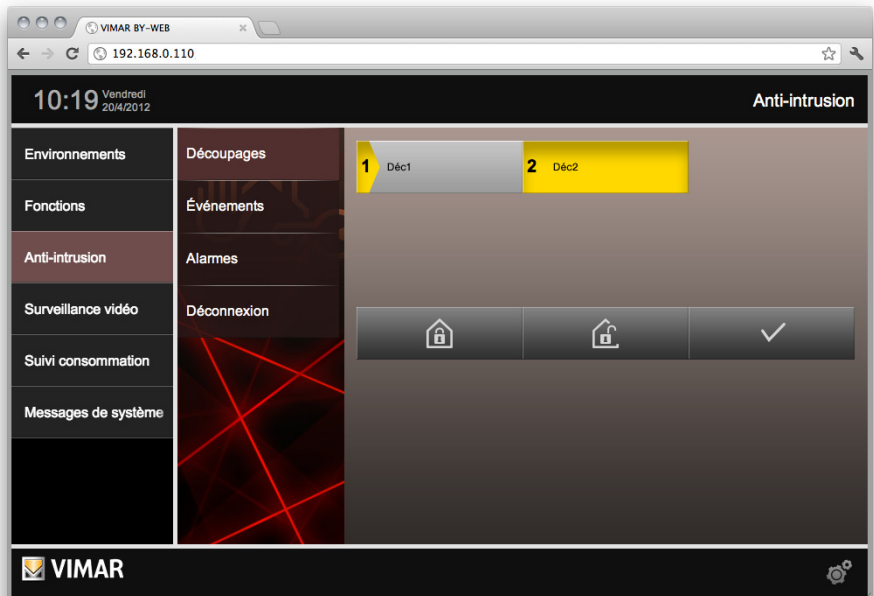 VIMAR BY-WEB
192.168.0.110
10:19 Vendredi
20/4/2012
Anti-intrusion
Environnements
Fonctions
Anti-intrusion
Surveillance vidéo
Suivi consommation
Messages de système
Découpages
Événements
Alarmes
Déconnexion
1 Déc1
2 Déc2
VIMAR